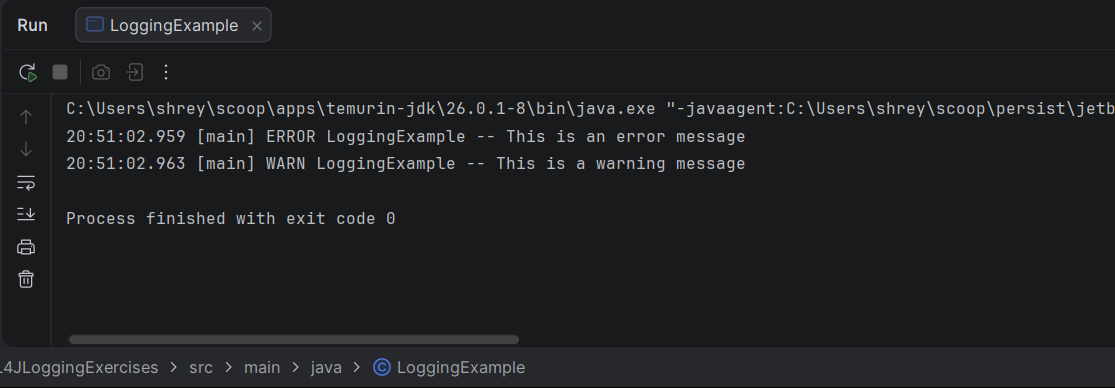 Run LoggingExample
C:\Users\shrey\scoop\apps\temurin-jdk\26.0.1-8\bin\java.exe "-javaagent:C:\Users\shrey\scoop\persist\jetb
20:51:02.959 [main] ERROR LoggingExample -- This is an error message
20:51:02.963 [main] WARN LoggingExample -- This is a warning message
Process finished with exit code 0
.4JLoggingExercises > src > main > java > © LoggingExample